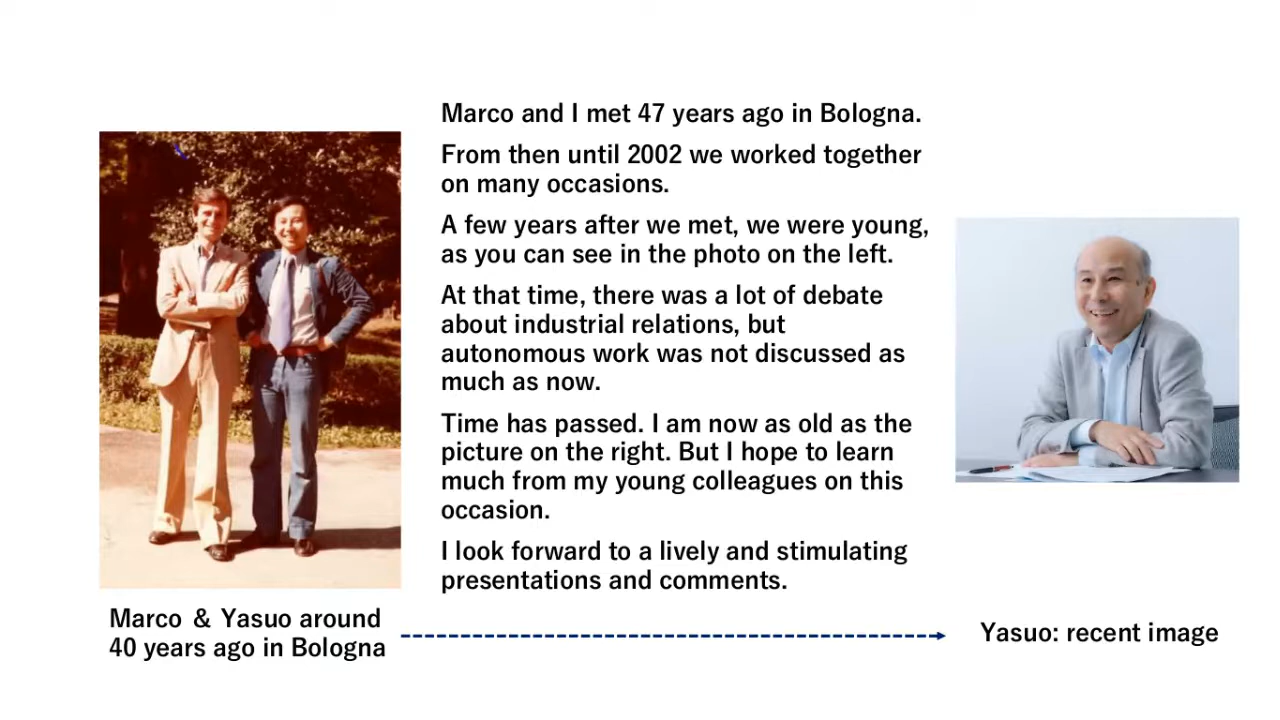 Marco and I met 47 years ago in Bologna.
From then until 2002 we worked together
on many occasions.
A few years after we met, we were young,
as you can see in the photo on the left.
At that time, there was a lot of debate
about industrial relations, but
autonomous work was not discussed as
much as now.
Time has passed. I am now as old as the
picture on the right. But I hope to learn
much from my young colleagues on this
occasion.
I look forward to a lively and stimulating
presentations and comments.
Marco & Yasuo around
40 years ago in Bologna
Yasuo: recent image